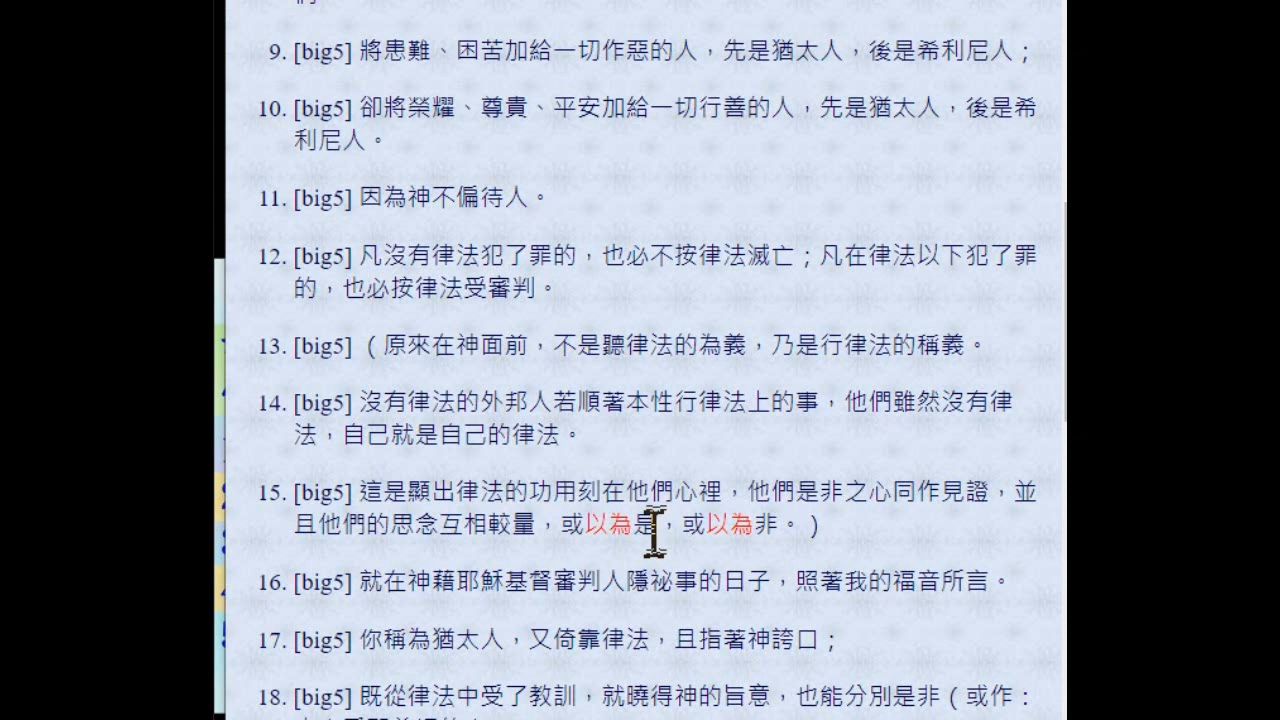 9. [big5] 將患難、困苦加給一切作惡的人，先是猶太人，後是希利尼人；
10. [big5] 卻將榮耀、尊貴、平安加給一切行善的人，先是猶太人，後是希
利尼人。
11. [big5] 因為神不偏待人。
12. [big5] 凡沒有律法犯了罪的，也必不按律法滅亡；凡在律法以下犯了罪
的，也必按律法受審判。
13. [big5] （原來在神面前，不是聽律法的為義，乃是行律法的稱義。
14. [big5] 沒有律法的外邦人若順著本性行律法上的事，他們雖然沒有律
法，自己就是自己的律法。
15. [big5] 這是顯出律法的功用刻在他們心裡，他們是非之心同作見證，並
且他們的思念互相較量，或以為是，或以為非。）
16. [big5] 就在神藉耶穌基督審判人隱祕事的日子，照著我的福音所言。
17. [big5] 你稱為猶太人，又倚靠律法，且指著神誇口；
18. [big5] 既從律法中受了教訓，就曉得神的旨意，也能分別是非（或作：